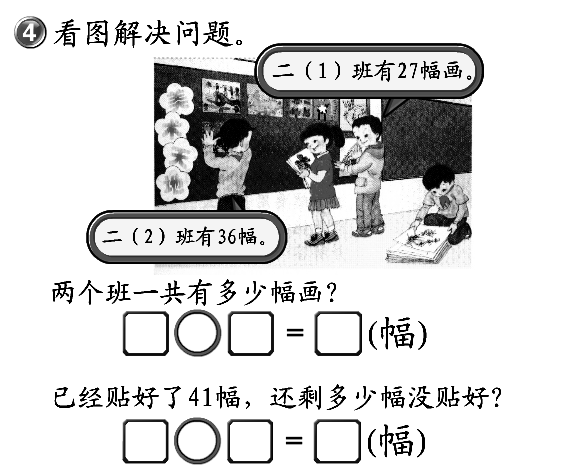 ④看图解决问题。
二（1）班有27幅画。
二（2）班有36幅。
两个班一共有多少幅画？
□○□=□(幅)
已经贴好了41幅，还剩多少幅没贴好？
□○□=□(幅)